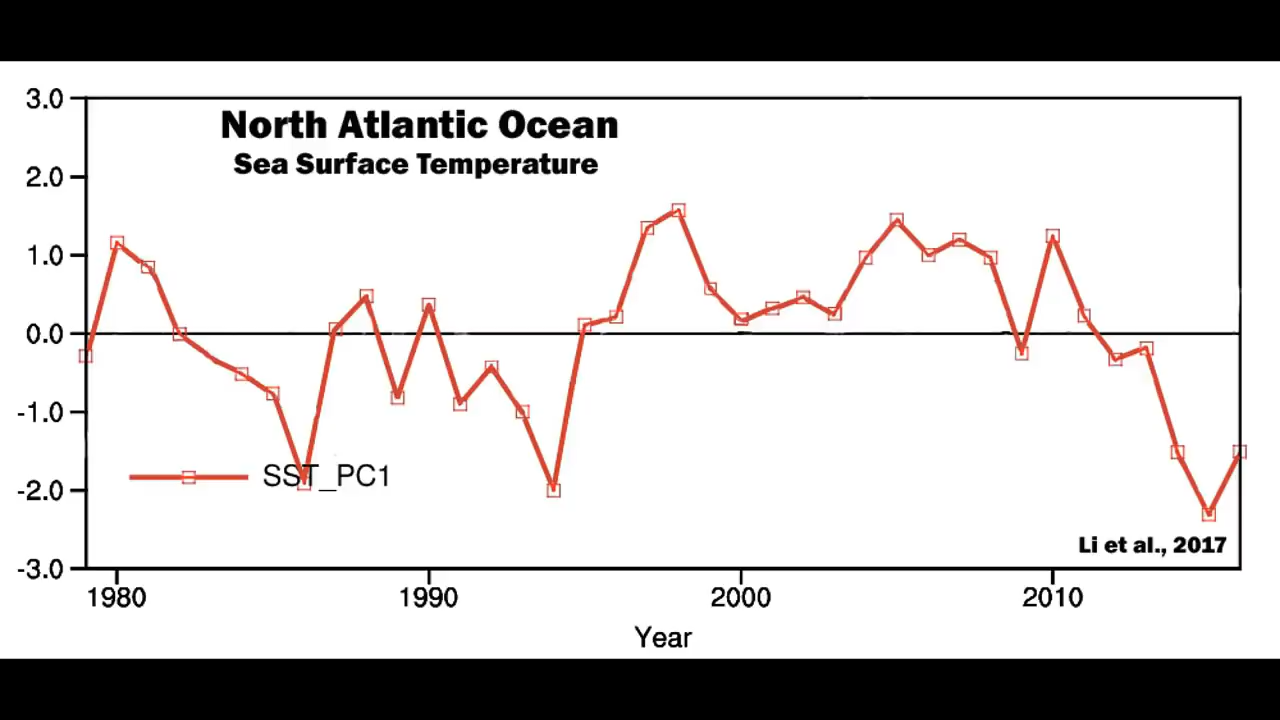 North Atlantic Ocean
Sea Surface Temperature
3.0
2.0
1.0
0.0
-1.0
-2.0
-3.0
SST_PC1
Li et al., 2017
1980 1990 2000 2010
Year